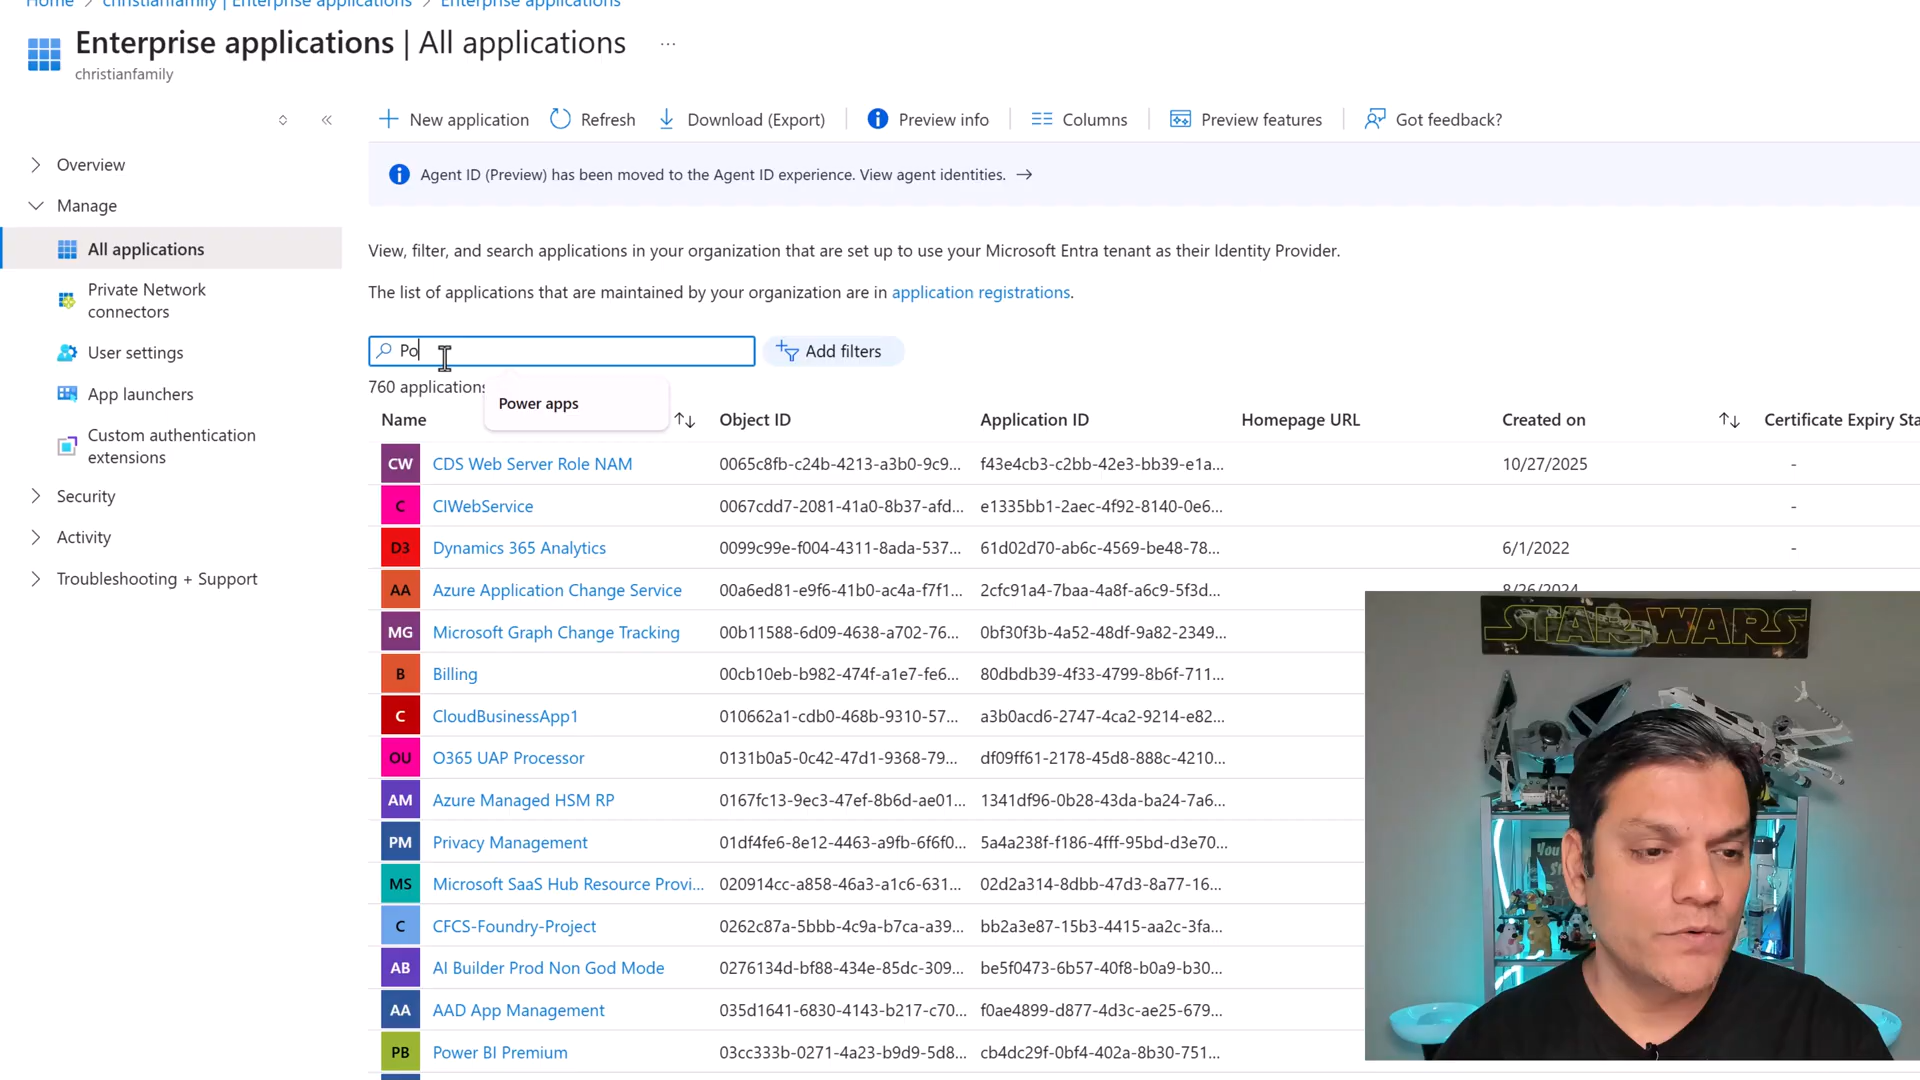 Home > christianfamily | Enterprise applications > Enterprise applications
Enterprise applications | All applications ...
christianfamily
New application Refresh Download (Export) Preview info Columns Preview features Got feedback?
Overview
Manage
All applications
Private Network
connectors
User settings
App launchers
Custom authentication
extensions
Security
Activity
Troubleshooting + Support
Agent ID (Preview) has been moved to the Agent ID experience. View agent identities. →
View, filter, and search applications in your organization that are set up to use your Microsoft Entra tenant as their Identity Provider.
The list of applications that are maintained by your organization are in application registrations.
Po Add filters
760 applications
Power apps
Name Object ID Application ID Homepage URL Created on Certificate Expiry Sta
CW CDS Web Server Role NAM 0065c8fb-c24b-4213-a3b0-9c9... f43e4cb3-c2bb-42e3-bb39-e1a... 10/27/2025 -
C CIWebService 0067cdd7-2081-41a0-8b37-afd... e1335bb1-2aec-4f92-8140-0e6... -
D3 Dynamics 365 Analytics 0099c99e-f004-4311-8ada-537... 61d02d70-ab6c-4569-be48-78... 6/1/2022 -
AA Azure Application Change Service 00a6ed81-e9f6-41b0-ac4a-f7f1... 2cfc91a4-7baa-4a8f-a6c9-5f3d... 8/26/2024
MG Microsoft Graph Change Tracking 00b11588-6d09-4638-a702-76... 0bf30f3b-4a52-48df-9a82-2349...
B Billing 00cb10eb-b982-474f-a1e7-fe6... 80dbdb39-4f33-4799-8b6f-711...
C CloudBusinessApp1 010662a1-cdb0-468b-9310-57... a3b0acd6-2747-4ca2-9214-e82...
OU O365 UAP Processor 0131b0a5-0c42-47d1-9368-79... df09ff61-2178-45d8-888c-4210...
AM Azure Managed HSM RP 0167fc13-9ec3-47ef-8b6d-ae01... 1341df96-0b28-43da-ba24-7a6...
PM Privacy Management 01df4fe6-8e12-4463-a9fb-6f6f0... 5a4a238f-f186-4fff-95bd-d3e70...
MS Microsoft SaaS Hub Resource Provi... 020914cc-a858-46a3-a1c6-631... 02d2a314-8dbb-47d3-8a77-16...
C CFCS-Foundry-Project 0262c87a-5bbb-4c9a-b7ca-a39... bb2a3e87-15b3-4415-aa2c-3fa...
AB AI Builder Prod Non God Mode 0276134d-bf88-434e-85dc-309... be5f0473-6b57-40f8-b0a9-b30...
AA AAD App Management 035d1641-6830-4143-b217-c70... f0ae4899-d877-4d3c-ae25-679...
PB Power BI Premium 03cc333b-0271-4a23-b9d9-5d8... cb4dc29f-0bf4-402a-8b30-751...
STAR WARS